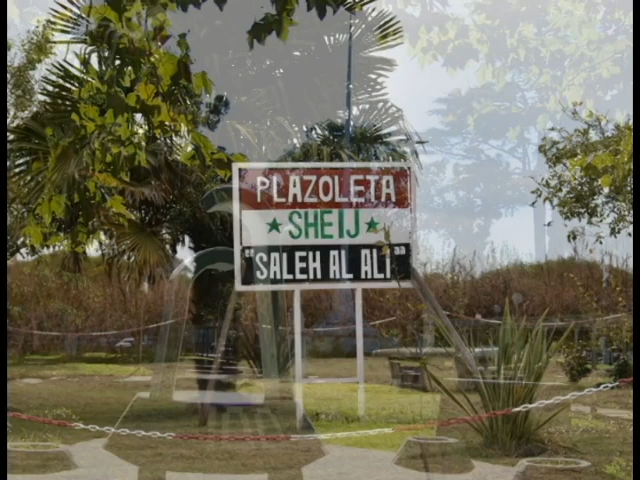 PLAZOLETA
★ SHEIJ ★
"SALEH AL ALI"